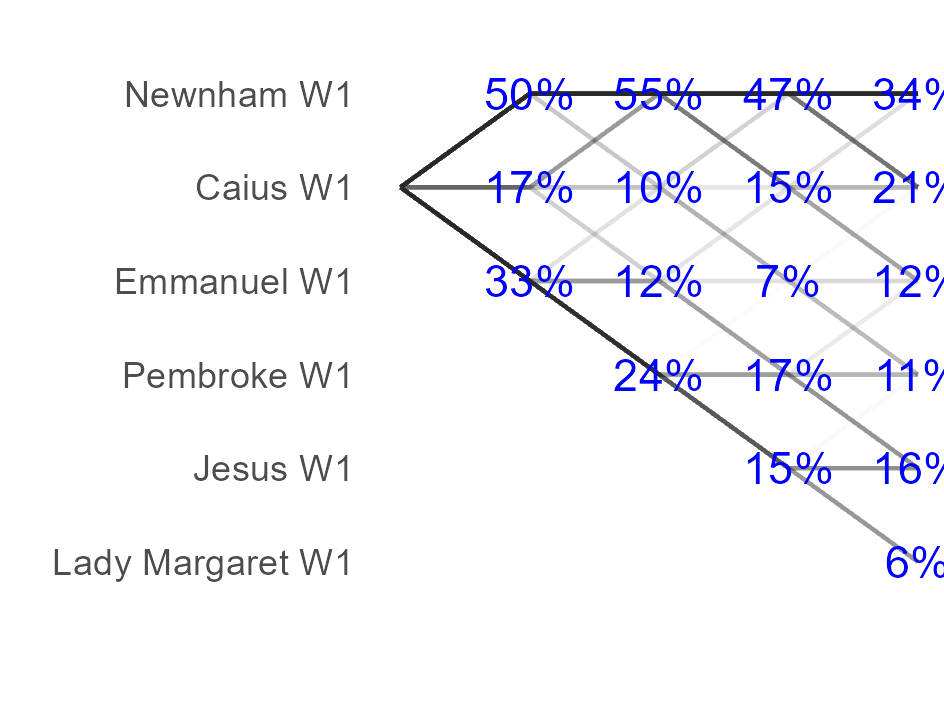 Newnham W1 50% 55% 47% 34%
Caius W1 17% 10% 15% 21%
Emmanuel W1 33% 12% 7% 12%
Pembroke W1 24% 17% 11%
Jesus W1 15% 16%
Lady Margaret W1 6%